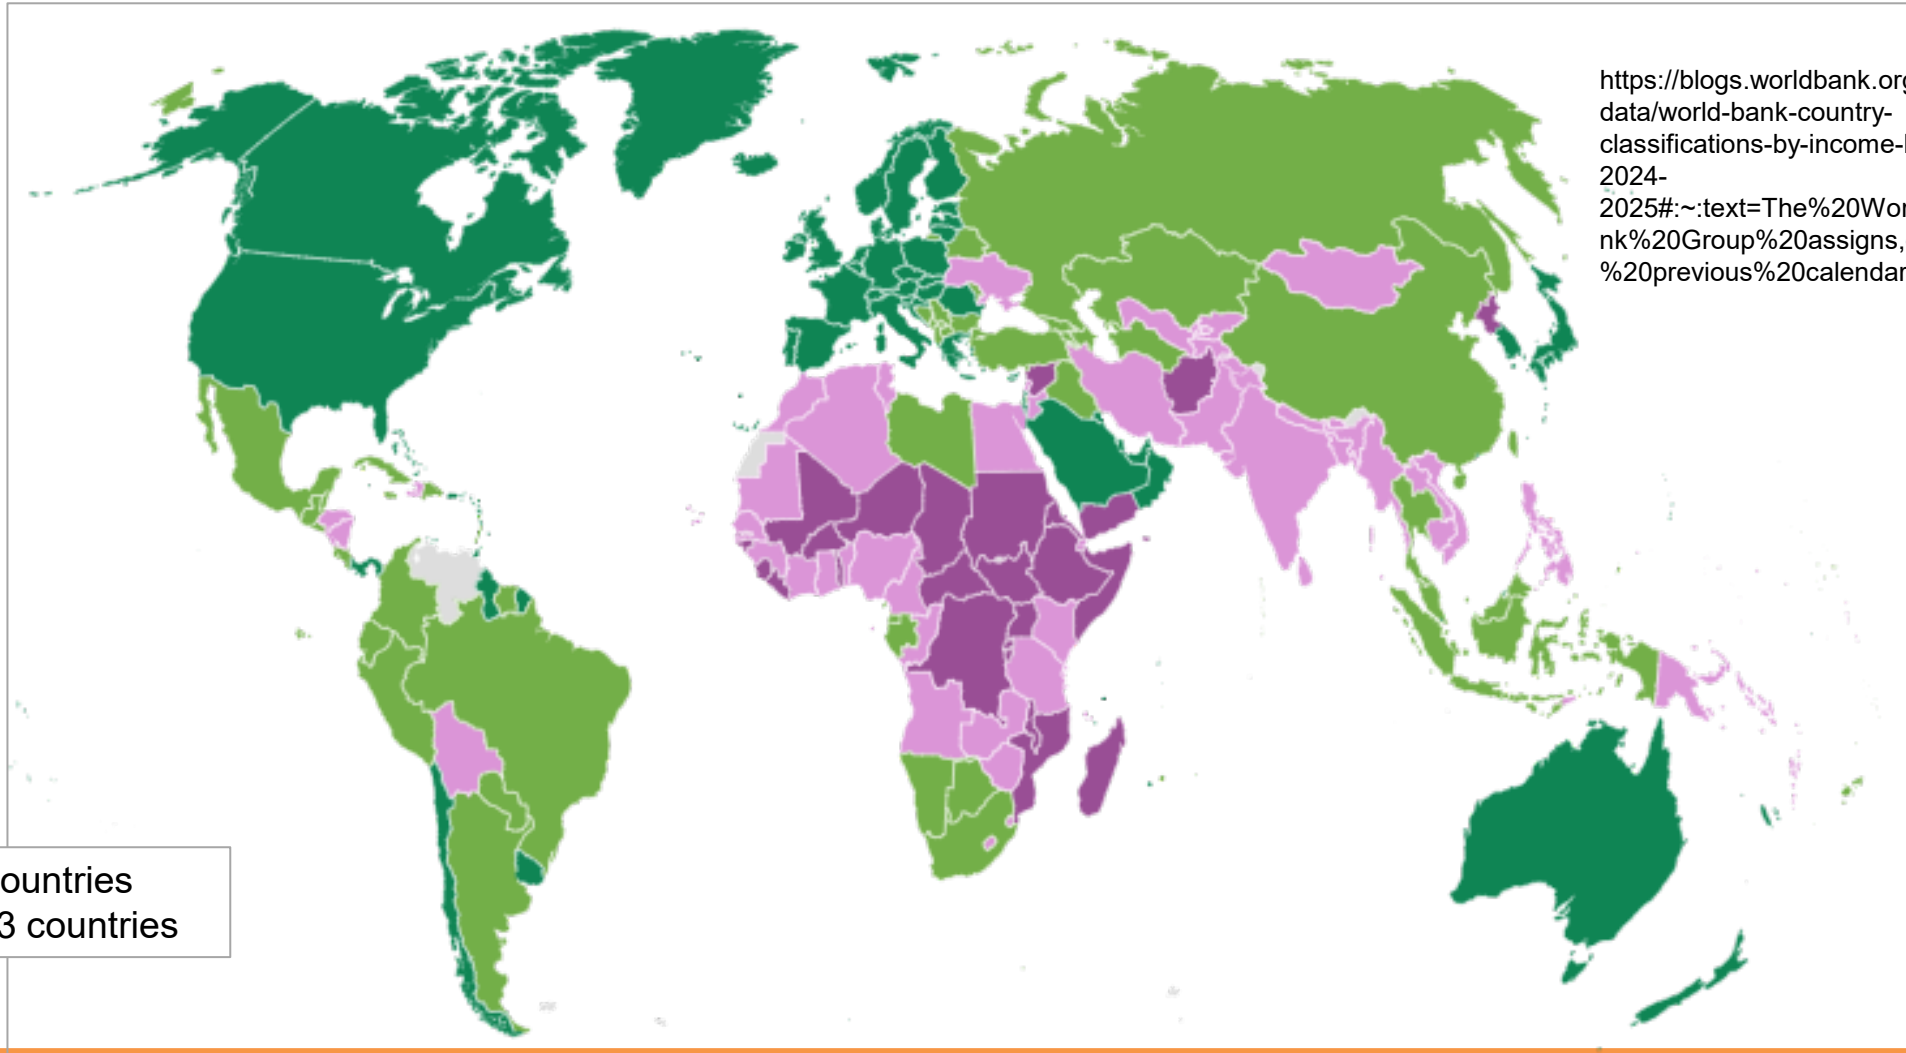 https://blogs.worldbank.org
data/world-bank-country-
classifications-by-income-l
2024-
2025#:~:text=The%20Wor
nk%20Group%20assigns,
%20previous%20calendar
ountries
3 countries